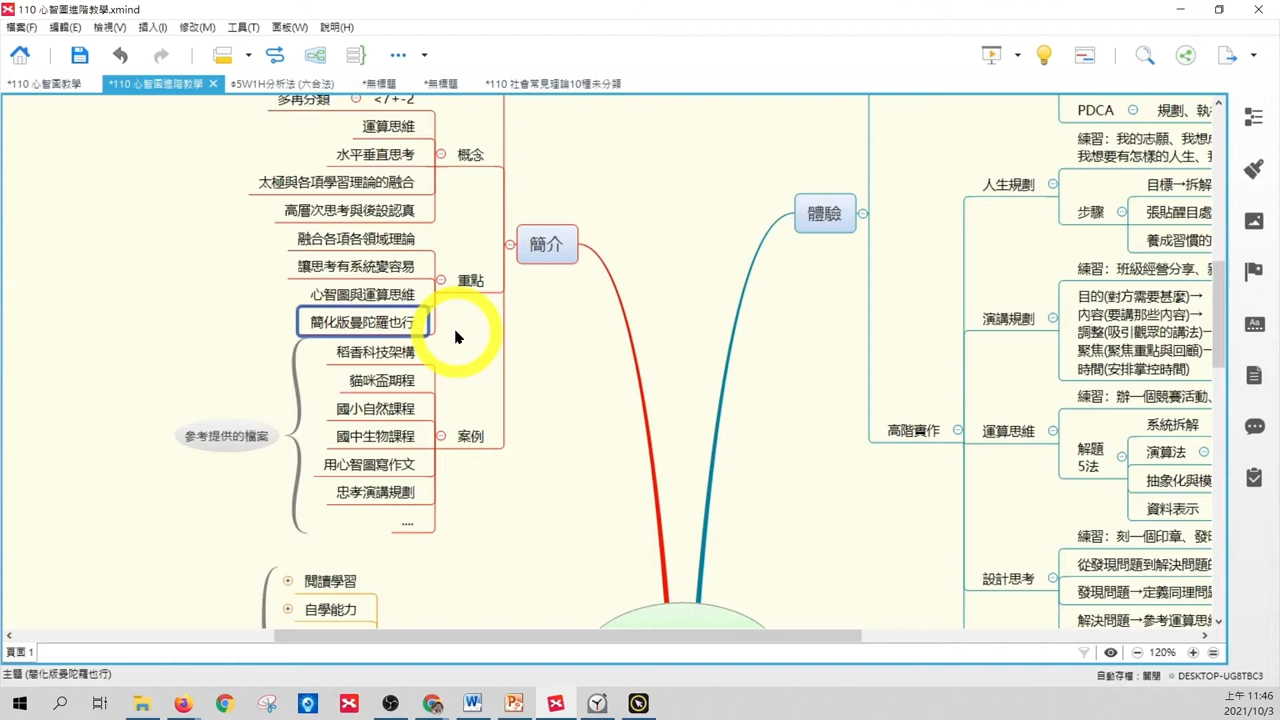 110 心智圖進階教學.xmind
檔案(F) 編輯(E) 檢視(V) 插入(I) 修改(M) 工具(T) 面板(W) 說明(H)
*110 心智圖教學
*110 心智圖進階教學
5W1H分析法 (六合法)
*無標題
*無標題
*110 社會常見理論10種未分類
多再分類
<7+-2
運算思維
水平垂直思考
概念
太極與各項學習理論的融合
高層次思考與後設認真
融合各項各領域理論
讓思考有系統變容易
重點
心智圖與運算思維
簡化版曼陀羅也行
簡介
稻香科技架構
貓咪盃期程
國小自然課程
國中生物課程
案例
用心智圖寫作文
忠孝演講規劃
....
參考提供的檔案
閱讀學習
自學能力
體驗
PDCA
規劃、執
練習：我的志願、我想
我想要有怎樣的人生、
人生規劃
目標→拆解
步驟
張貼醒目處
養成習慣的
練習：班級經營分享、
演講規劃
目的(對方需要甚麼)→
內容(要講那些內容)→
調整(吸引觀眾的講法)→
聚焦(聚焦重點與回顧)→
時間(安排掌控時間)
練習：辦一個競賽活動、
高階實作
運算思維
解題
5法
系統拆解
演算法
抽象化與模
資料表示
練習：刻一個印章、發
設計思考
從發現問題到解決問題的
發現問題→定義同理問題
解決問題→參考運算思維
頁面 1
120%
主題 (簡化版曼陀羅也行)
自動存檔：關閉
DESKTOP-UG8TBC3
上午 11:46
2021/10/3